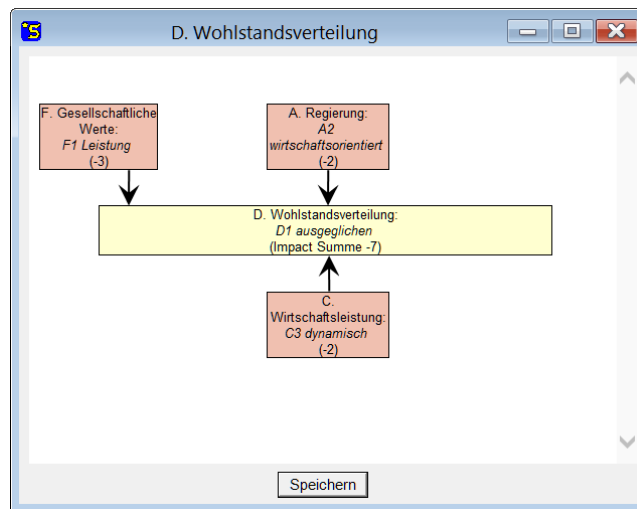 D. Wohlstandsverteilung
F. Gesellschaftliche
Werte:
F1 Leistung
(-3)
A. Regierung:
A2
wirtschaftsorientiert
(-2)
D. Wohlstandsverteilung:
D1 ausgeglichen
(Impact Summe -7)
C.
Wirtschaftsleistung:
C3 dynamisch
(-2)
Speichern